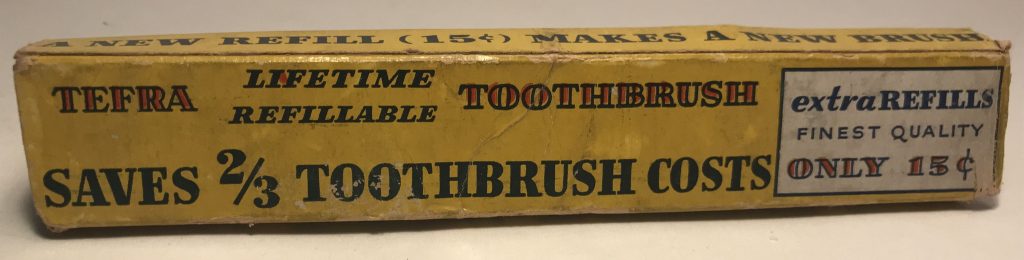 A NEW REFILL (15¢) MAKES A NEW BRUSH
TEFRA LIFETIME REFILLABLE TOOTHBRUSH
SAVES 2/3 TOOTHBRUSH COSTS
extra REFILLS
FINEST QUALITY
ONLY 15¢